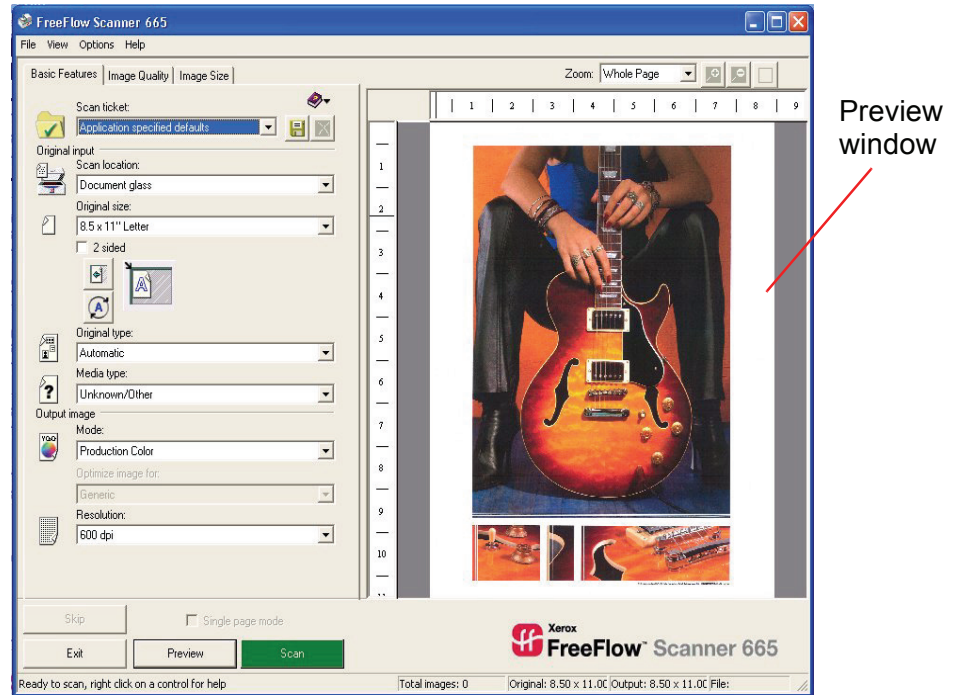 FreeFlow Scanner 665
File View Options Help
Basic Features Image Quality Image Size
Zoom: Whole Page
Scan ticket:
Application specified defaults
Original input
Scan location:
Document glass
Original size:
8.5 x 11" Letter
2 sided
A
A
Original type:
Automatic
Media type:
?
Unknown/Other
Output image
Mode:
Production Color
Optimize image for:
Generic
Resolution:
600 dpi
Skip
Single page mode
Exit Preview Scan
1 2 3 4 5 6 7 8 9
1
2
3
4
5
6
7
8
9
10
Preview
window
Xerox
FreeFlow™ Scanner 665
Ready to scan, right click on a control for help
Total images: 0
Original: 8.50 x 11.0
Output: 8.50 x 11.0
File: